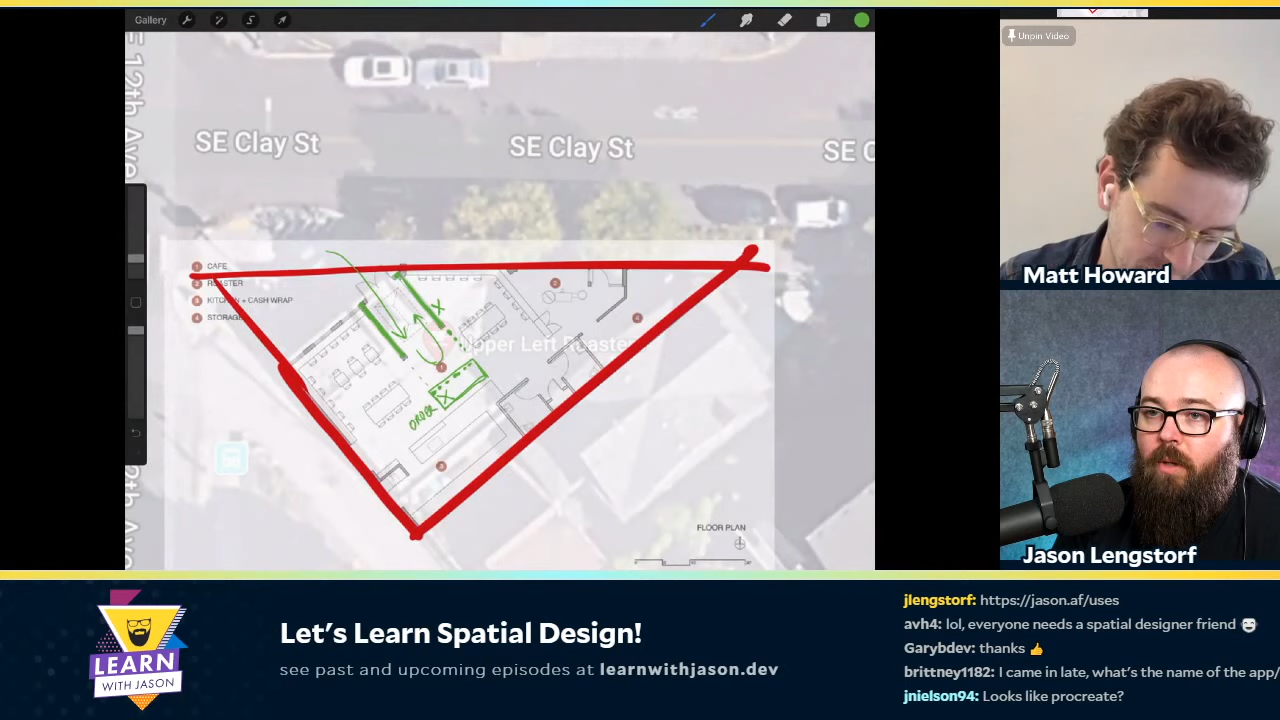 Gallery
Unpin Video
E 12th Ave
SE Clay St
SE Clay St
SE C
CAFE
ROASTER
KITCHEN + CASH WRAP
STORAGE
Upper Left Roaster
X
X
ORDER
FLOOR PLAN
Matt Howard
Jason Lengstorf
LEARN
WITH JASON
Let's Learn Spatial Design!
see past and upcoming episodes at learnwithjason.dev
jlengstorf: https://jason.af/uses
avh4: lol, everyone needs a spatial designer friend 😄
Garybdev: thanks 👍
brittney1182: I came in late, what's the name of the app/
jnielson94: Looks like procreate?